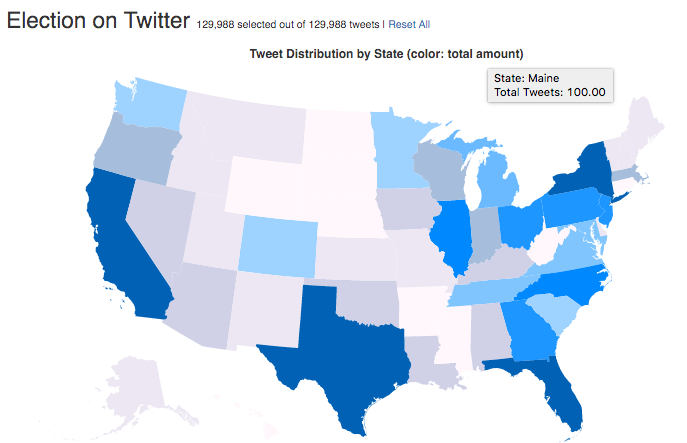 Election on Twitter 129,988 selected out of 129,988 tweets | Reset All
Tweet Distribution by State (color: total amount)
State: Maine
Total Tweets: 100.00